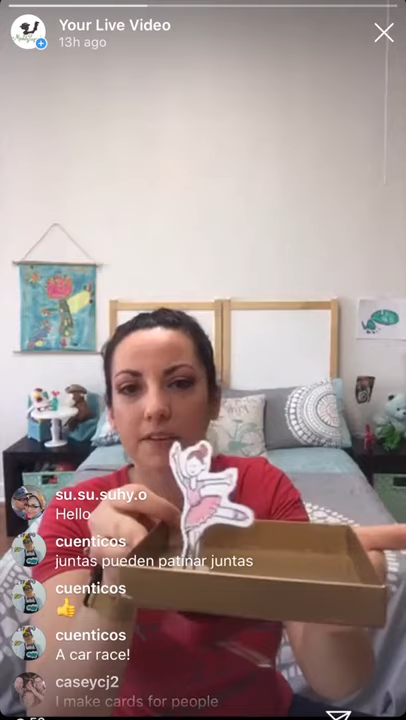 Your Live Video
13h ago
su.su.suhy.o
Hello
cuenticos
juntas pueden patinar juntas
cuenticos
👍
cuenticos
A car race!
caseycj2
I make cards for people